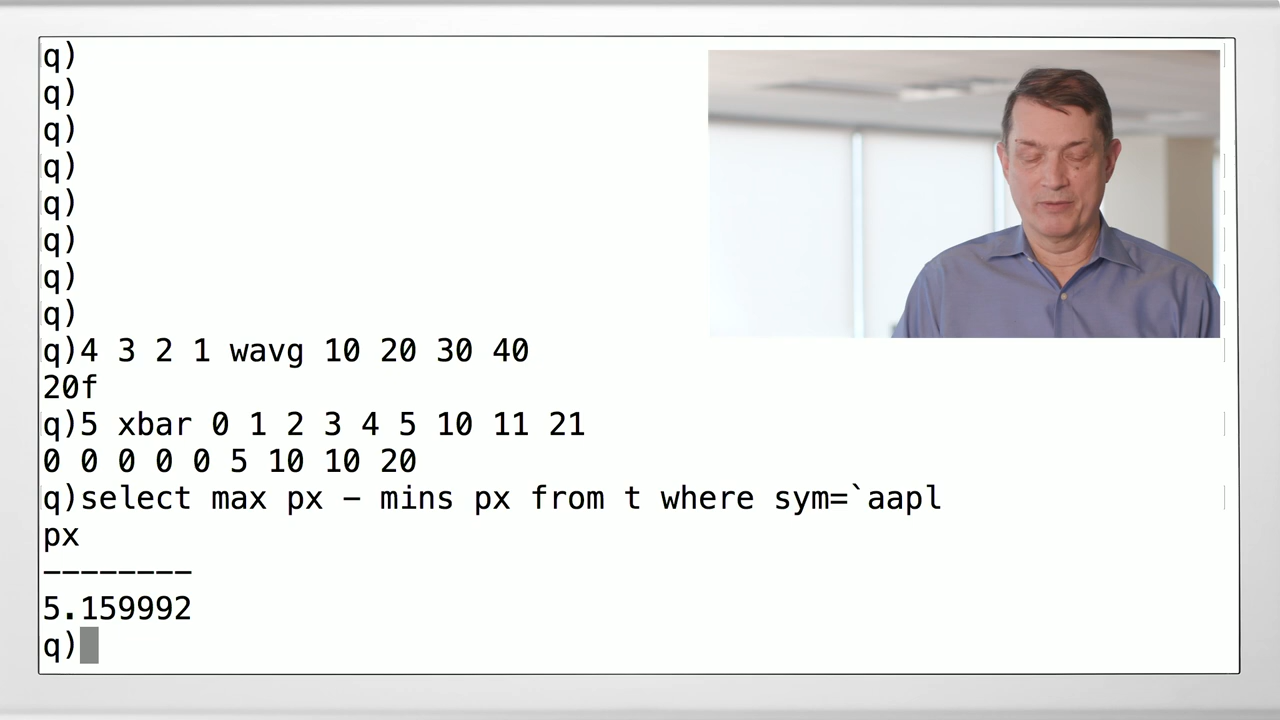 q)
q)
q)
q)
q)
q)
q)
q)
q)4 3 2 1 wavg 10 20 30 40
20f
q)5 xbar 0 1 2 3 4 5 10 11 21
0 0 0 0 0 5 10 10 20
q)select max px - mins px from t where sym=`aapl
px
--------
5.159992
q)